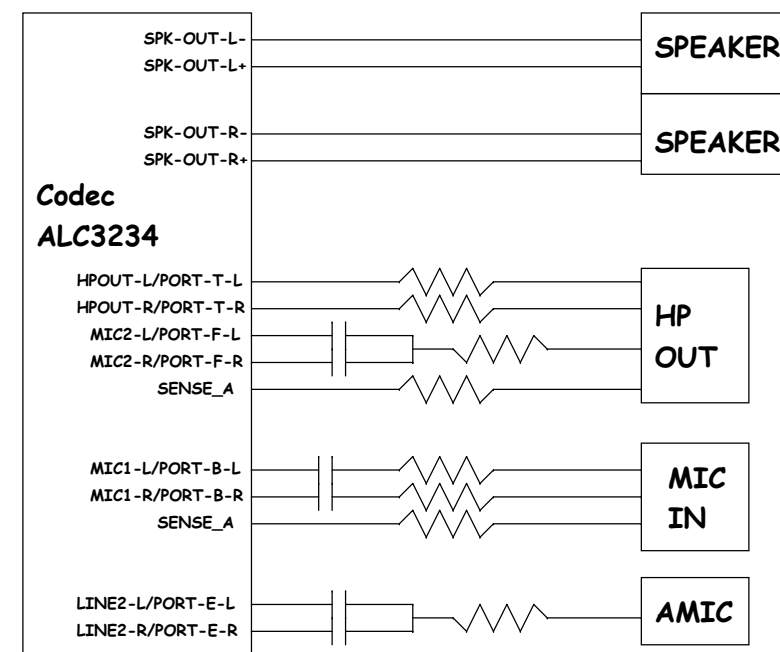 SPK-OUT-L-
SPK-OUT-L+
SPEAKER
SPK-OUT-R-
SPK-OUT-R+
SPEAKER
Codec
ALC3234
HPOUT-L/PORT-T-L
HPOUT-R/PORT-T-R
MIC2-L/PORT-F-L
MIC2-R/PORT-F-R
SENSE_A
HP
OUT
MIC1-L/PORT-B-L
MIC1-R/PORT-B-R
SENSE_A
MIC
IN
LINE2-L/PORT-E-L
LINE2-R/PORT-E-R
AMIC